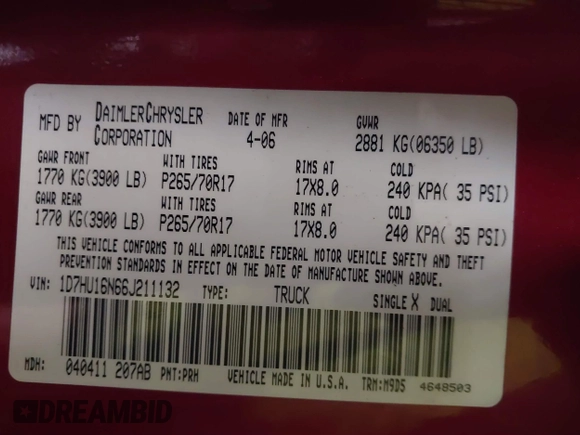 MFD BY DAIMLERCHRYSLER CORPORATION DATE OF MFR 4-06 GVWR 2881 KG(06350 LB)
GAWR FRONT WITH TIRES RIMS AT COLD
1770 KG(3900 LB) P265/70R17 17X8.0 240 KPA( 35 PSI)
GAWR REAR WITH TIRES RIMS AT COLD
1770 KG(3900 LB) P265/70R17 17X8.0 240 KPA( 35 PSI)
THIS VEHICLE CONFORMS TO ALL APPLICABLE FEDERAL MOTOR VEHICLE SAFETY AND THEFT
PREVENTION STANDARDS IN EFFECT ON THE DATE OF MANUFACTURE SHOWN ABOVE.
VIN: 1D7HU16N66J211132 TYPE: TRUCK SINGLE X DUAL
MDH: 040411 207AB PNT:PRH VEHICLE MADE IN U.S.A. TRN:M9D5 4648503
DREAMBID